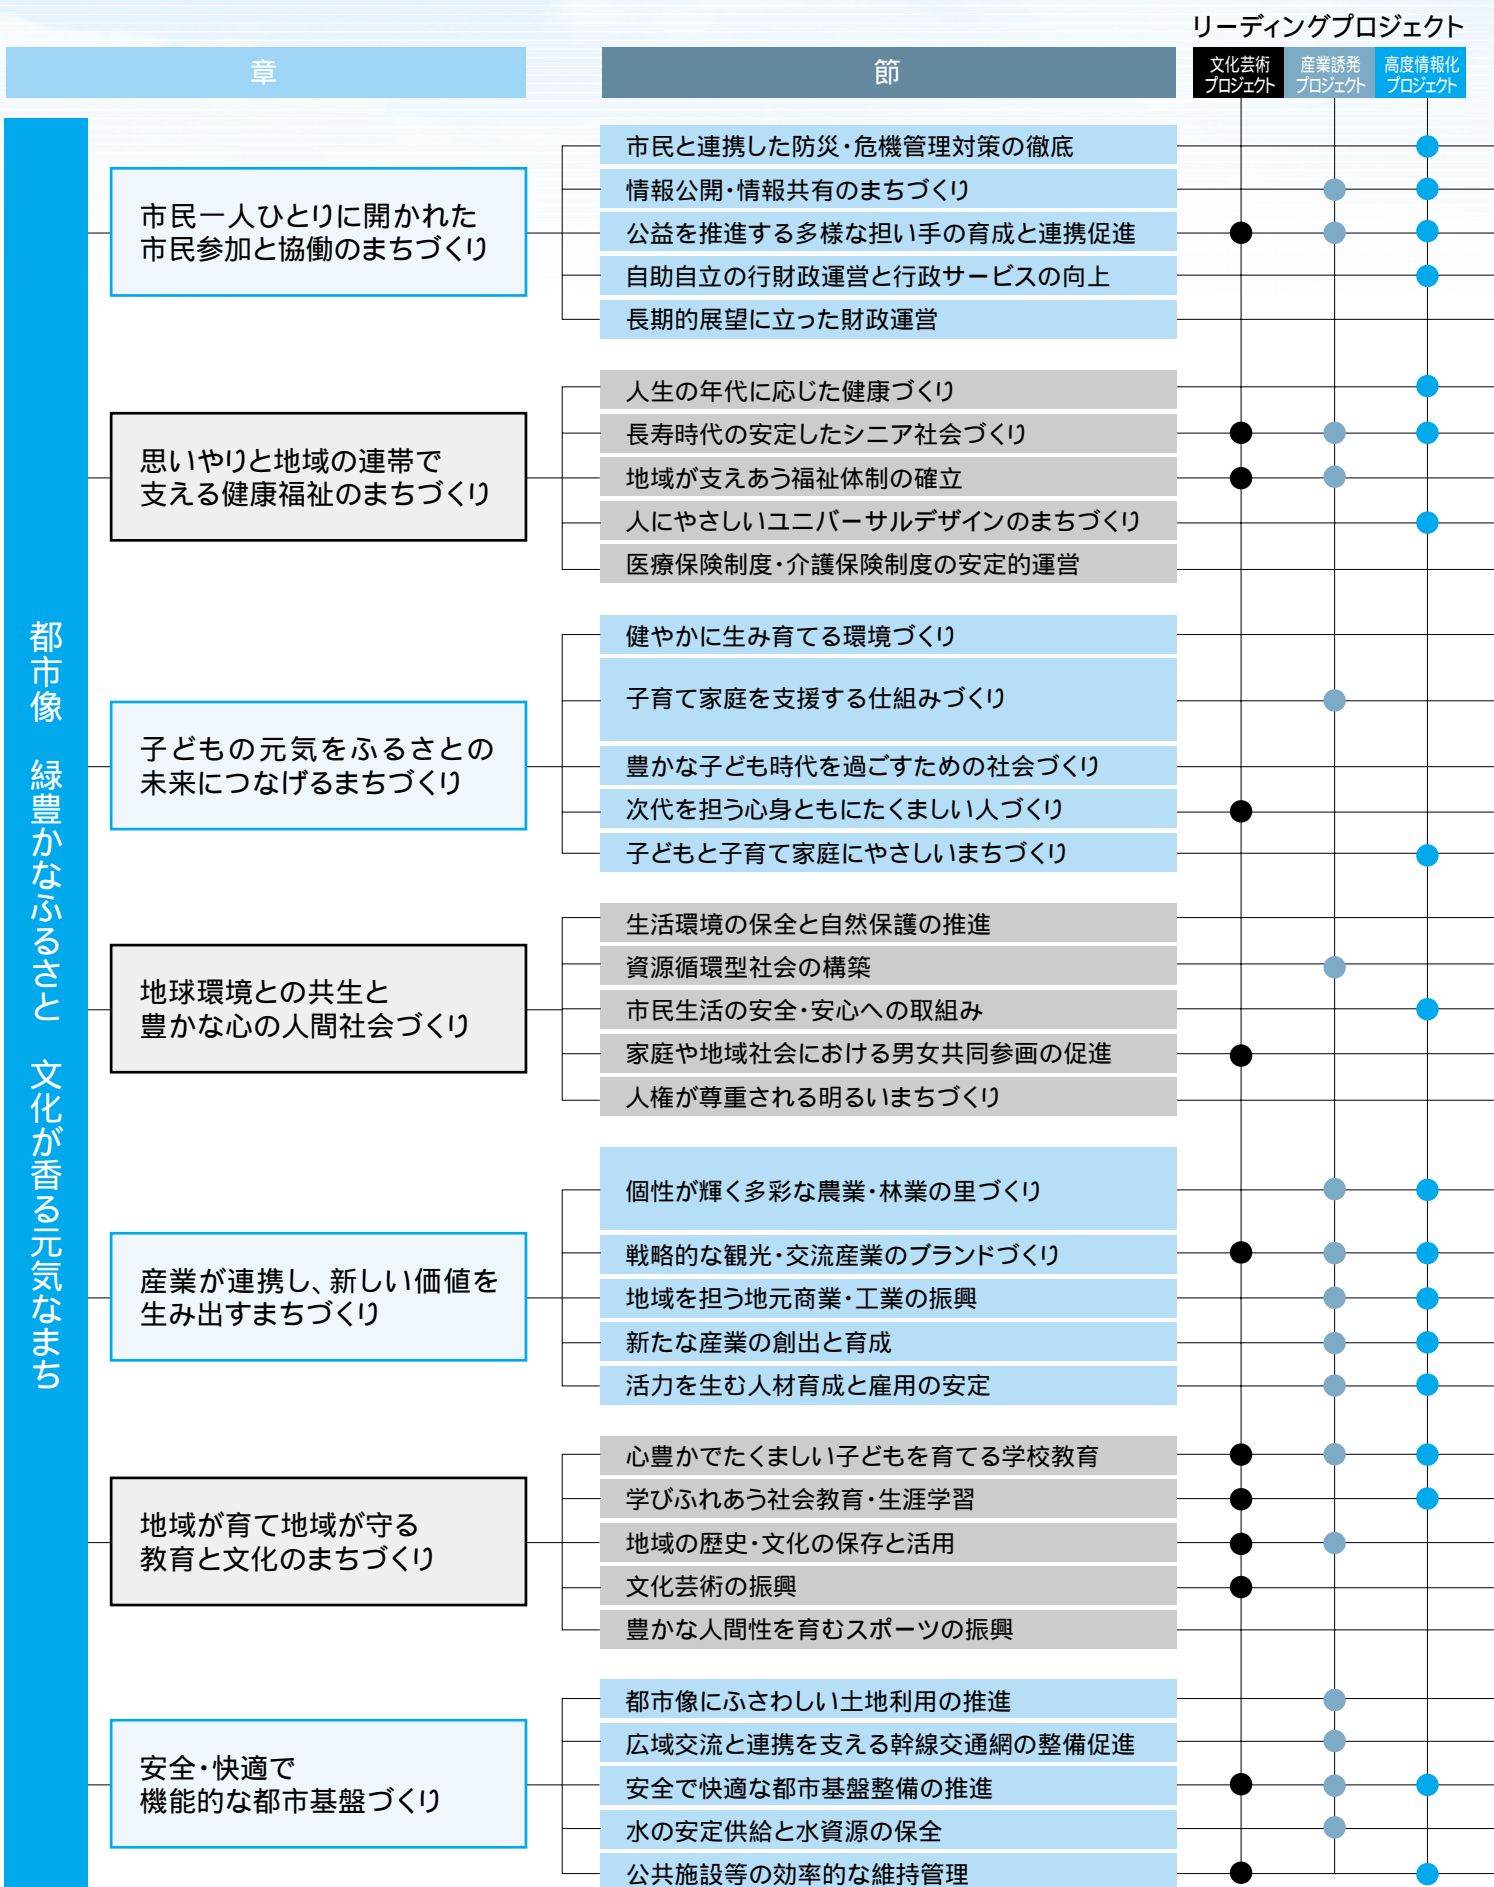 リーディングプロジェクト
章
節
文化芸術
プロジェクト
産業誘発
プロジェクト
高度情報化
プロジェクト
都市像 緑豊かなふるさと 文化が香る元気なまち
市民一人ひとりに開かれた
市民参加と協働のまちづくり
市民と連携した防災・危機管理対策の徹底
情報公開・情報共有のまちづくり
公益を推進する多様な担い手の育成と連携促進
自助自立の行財政運営と行政サービスの向上
長期的展望に立った財政運営
思いやりと地域の連帯で
支える健康福祉のまちづくり
人生の年代に応じた健康づくり
長寿時代の安定したシニア社会づくり
地域が支えあう福祉体制の確立
人にやさしいユニバーサルデザインのまちづくり
医療保険制度・介護保険制度の安定的運営
子どもの元気をふるさとの
未来につなげるまちづくり
健やかに生み育てる環境づくり
子育て家庭を支援する仕組みづくり
豊かな子ども時代を過ごすための社会づくり
次代を担う心身ともにたくましい人づくり
子どもと子育て家庭にやさしいまちづくり
地球環境との共生と
豊かな心の人間社会づくり
生活環境の保全と自然保護の推進
資源循環型社会の構築
市民生活の安全・安心への取組み
家庭や地域社会における男女共同参画の促進
人権が尊重される明るいまちづくり
産業が連携し、新しい価値を
生み出すまちづくり
個性が輝く多彩な農業・林業の里づくり
戦略的な観光・交流産業のブランドづくり
地域を担う地元商業・工業の振興
新たな産業の創出と育成
活力を生む人材育成と雇用の安定
地域が育て地域が守る
教育と文化のまちづくり
心豊かでたくましい子どもを育てる学校教育
学びふれあう社会教育・生涯学習
地域の歴史・文化の保存と活用
文化芸術の振興
豊かな人間性を育むスポーツの振興
安全・快適で
機能的な都市基盤づくり
都市像にふさわしい土地利用の推進
広域交流と連携を支える幹線交通網の整備促進
安全で快適な都市基盤整備の推進
水の安定供給と水資源の保全
公共施設等の効率的な維持管理